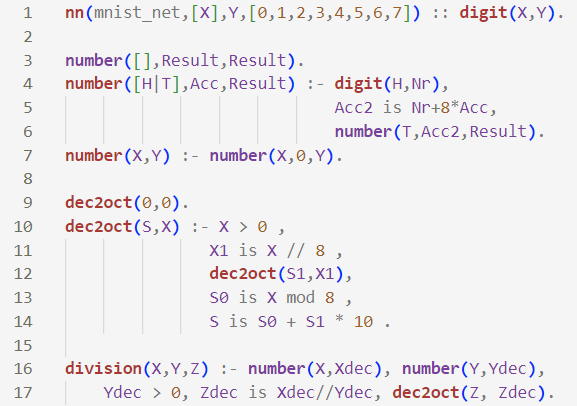 1 nn(mnist_net,[X],Y,[0,1,2,3,4,5,6,7]) :: digit(X,Y).
2
3 number([],Result,Result).
4 number([H|T],Acc,Result) :- digit(H,Nr),
5 Acc2 is Nr+8*Acc,
6 number(T,Acc2,Result).
7 number(X,Y) :- number(X,0,Y).
8
9 dec2oct(0,0).
10 dec2oct(S,X) :- X > 0 ,
11 X1 is X // 8 ,
12 dec2oct(S1,X1),
13 S0 is X mod 8 ,
14 S is S0 + S1 * 10 .
15
16 division(X,Y,Z) :- number(X,Xdec), number(Y,Ydec),
17 Ydec > 0, Zdec is Xdec//Ydec, dec2oct(Z, Zdec).